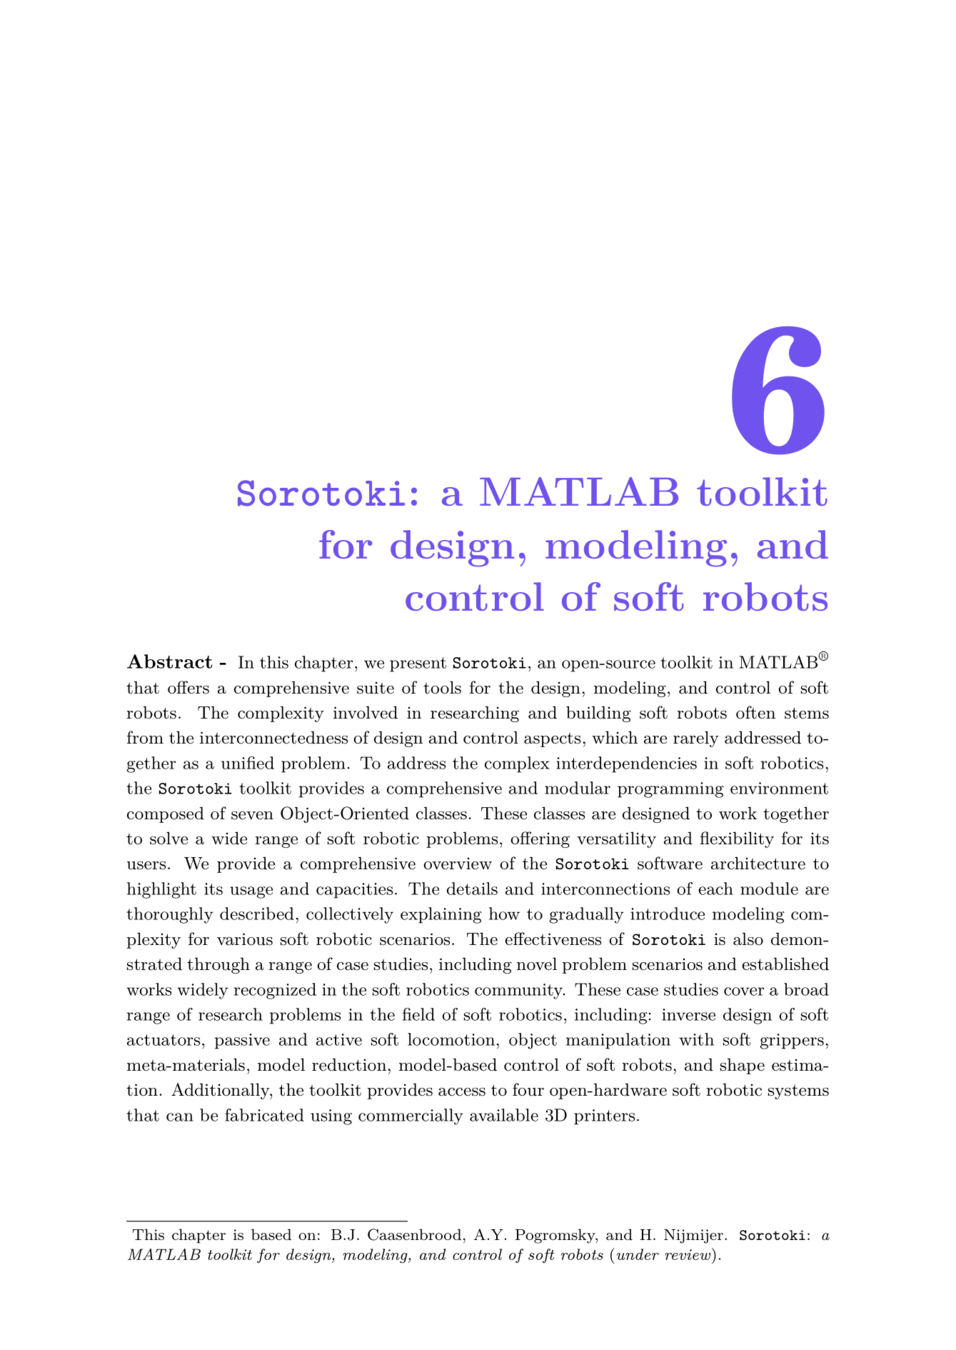 6
Sorotoki: a MATLAB toolkit
for design, modeling, and
control of soft robots
Abstract - In this chapter, we present Sorotoki, an open-source toolkit in MATLAB®
that offers a comprehensive suite of tools for the design, modeling, and control of soft
robots. The complexity involved in researching and building soft robots often stems
from the interconnectedness of design and control aspects, which are rarely addressed to-
gether as a unified problem. To address the complex interdependencies in soft robotics,
the Sorotoki toolkit provides a comprehensive and modular programming environment
composed of seven Object-Oriented classes. These classes are designed to work together
to solve a wide range of soft robotic problems, offering versatility and flexibility for its
users. We provide a comprehensive overview of the Sorotoki software architecture to
highlight its usage and capacities. The details and interconnections of each module are
thoroughly described, collectively explaining how to gradually introduce modeling com-
plexity for various soft robotic scenarios. The effectiveness of Sorotoki is also demon-
strated through a range of case studies, including novel problem scenarios and established
works widely recognized in the soft robotics community. These case studies cover a broad
range of research problems in the field of soft robotics, including: inverse design of soft
actuators, passive and active soft locomotion, object manipulation with soft grippers,
meta-materials, model reduction, model-based control of soft robots, and shape estima-
tion. Additionally, the toolkit provides access to four open-hardware soft robotic systems
that can be fabricated using commercially available 3D printers.
This chapter is based on: B.J. Caasenbrood, A.Y. Pogromsky, and H. Nijmijer. Sorotoki: a
MATLAB toolkit for design, modeling, and control of soft robots (under review).